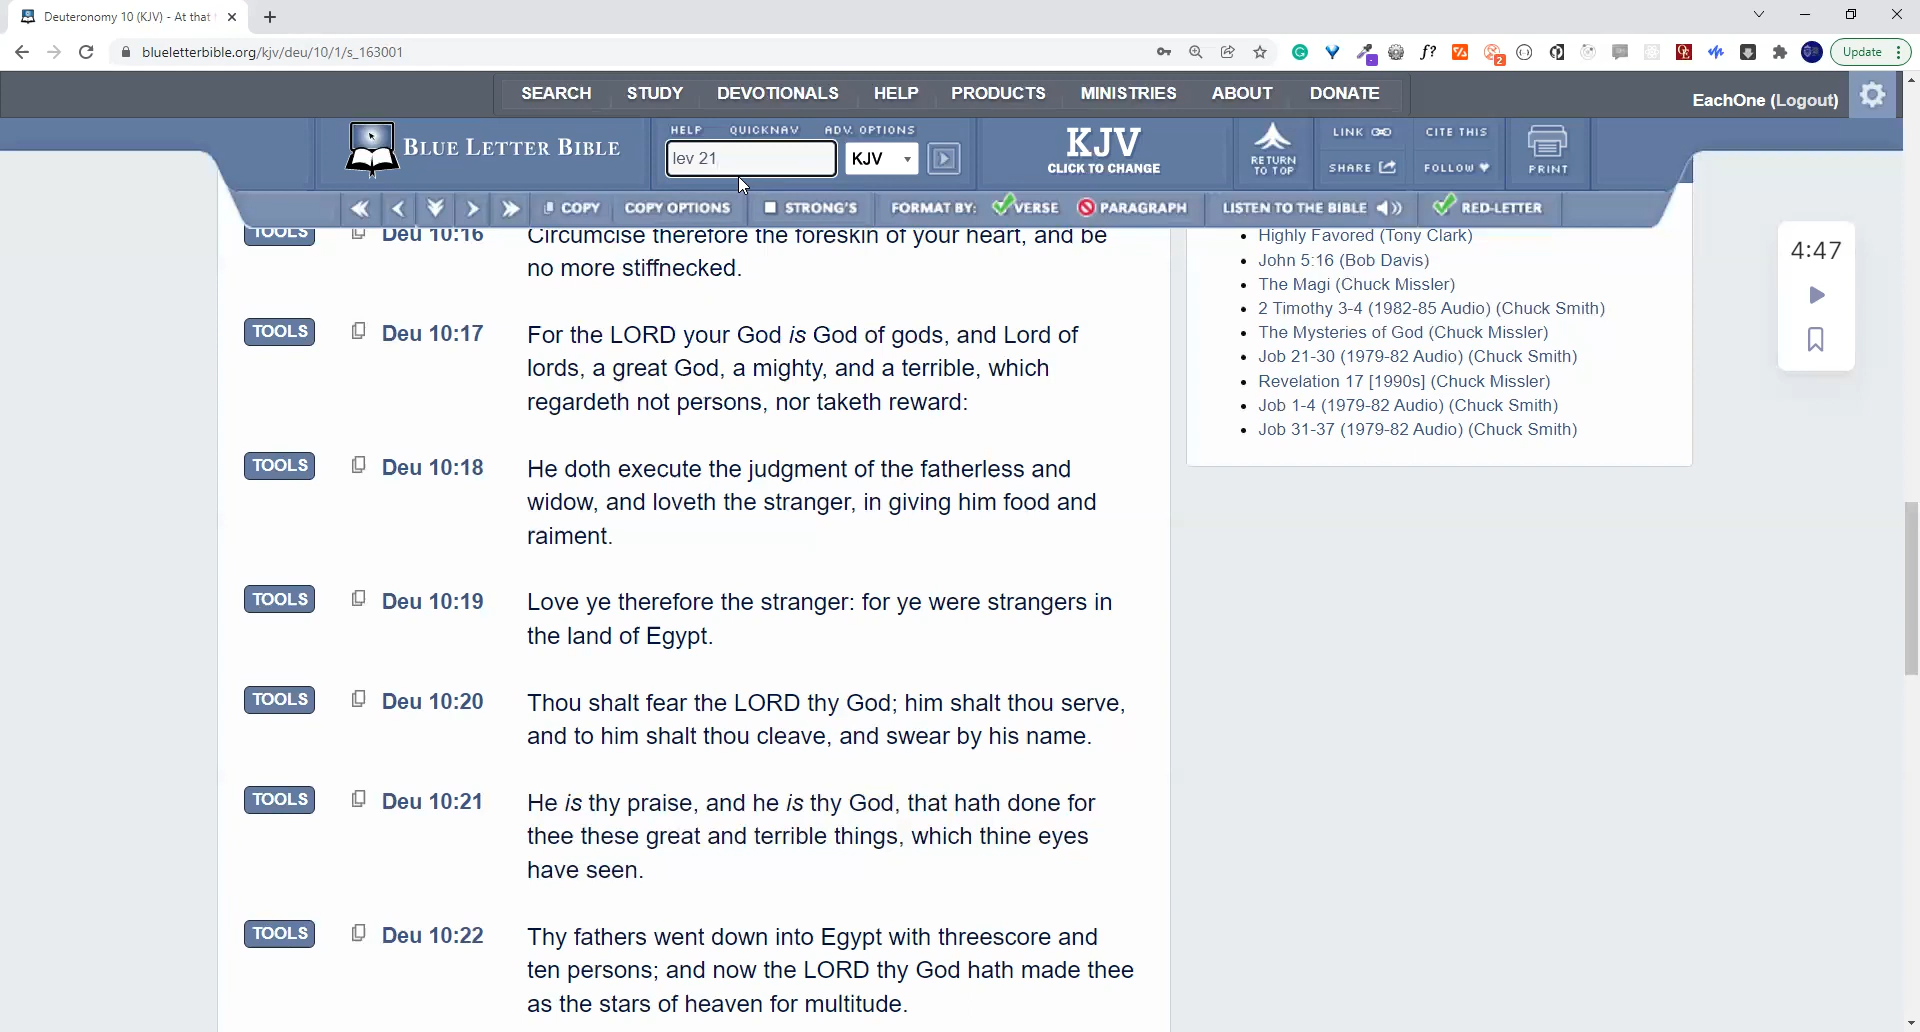 Deuteronomy 10 (KJV) - At that
blueletterbible.org/kjv/deu/10/1/s_163001
Update
SEARCH STUDY DEVOTIONALS HELP PRODUCTS MINISTRIES ABOUT DONATE
EachOne (Logout)
BLUE LETTER BIBLE
HELP QUICKNAV ADV. OPTIONS
lev 21
KJV
KJV
CLICK TO CHANGE
RETURN
TO TOP
LINK
CITE THIS
SHARE
FOLLOW
PRINT
COPY COPY OPTIONS STRONG'S FORMAT BY: VERSE PARAGRAPH LISTEN TO THE BIBLE RED-LETTER
TOOLS Deu 10:16 Circumcise therefore the foreskin of your heart, and be
no more stiffnecked.
TOOLS Deu 10:17 For the LORD your God is God of gods, and Lord of
lords, a great God, a mighty, and a terrible, which
regardeth not persons, nor taketh reward:
TOOLS Deu 10:18 He doth execute the judgment of the fatherless and
widow, and loveth the stranger, in giving him food and
raiment.
TOOLS Deu 10:19 Love ye therefore the stranger: for ye were strangers in
the land of Egypt.
TOOLS Deu 10:20 Thou shalt fear the LORD thy God; him shalt thou serve,
and to him shalt thou cleave, and swear by his name.
TOOLS Deu 10:21 He is thy praise, and he is thy God, that hath done for
thee these great and terrible things, which thine eyes
have seen.
TOOLS Deu 10:22 Thy fathers went down into Egypt with threescore and
ten persons; and now the LORD thy God hath made thee
as the stars of heaven for multitude.
Highly Favored (Tony Clark)
John 5:16 (Bob Davis)
The Magi (Chuck Missler)
2 Timothy 3-4 (1982-85 Audio) (Chuck Smith)
The Mysteries of God (Chuck Missler)
Job 21-30 (1979-82 Audio) (Chuck Smith)
Revelation 17 [1990s] (Chuck Missler)
Job 1-4 (1979-82 Audio) (Chuck Smith)
Job 31-37 (1979-82 Audio) (Chuck Smith)
4:47